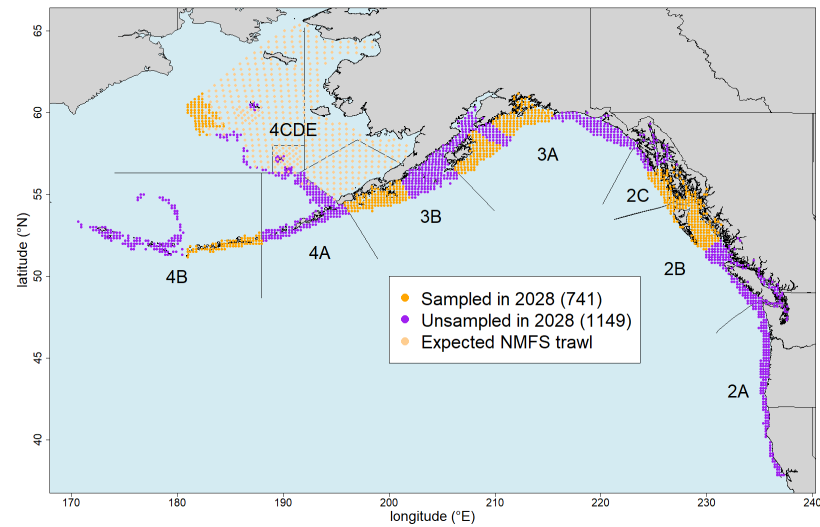 65
60
55
50
45
40
latitude (°N)
4CDE
3A
2C
3B
4A
4B
2B
2A
Sampled in 2028 (741)
Unsampled in 2028 (1149)
Expected NMFS trawl
170 180 190 200 210 220 230 240
longitude (°E)